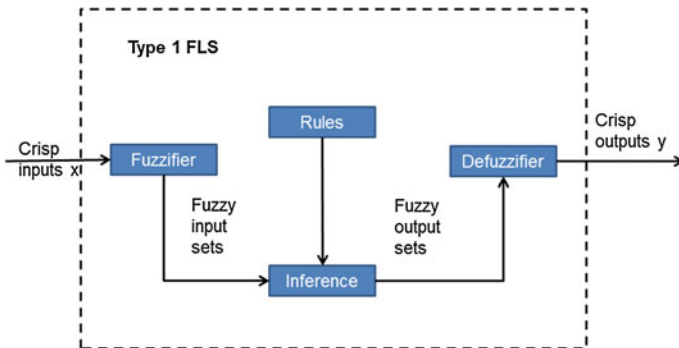 Type 1 FLS
Crisp
inputs x
Fuzzifier
Rules
Defuzzifier
Crisp
outputs y
Fuzzy
input
sets
Fuzzy
output
sets
Inference